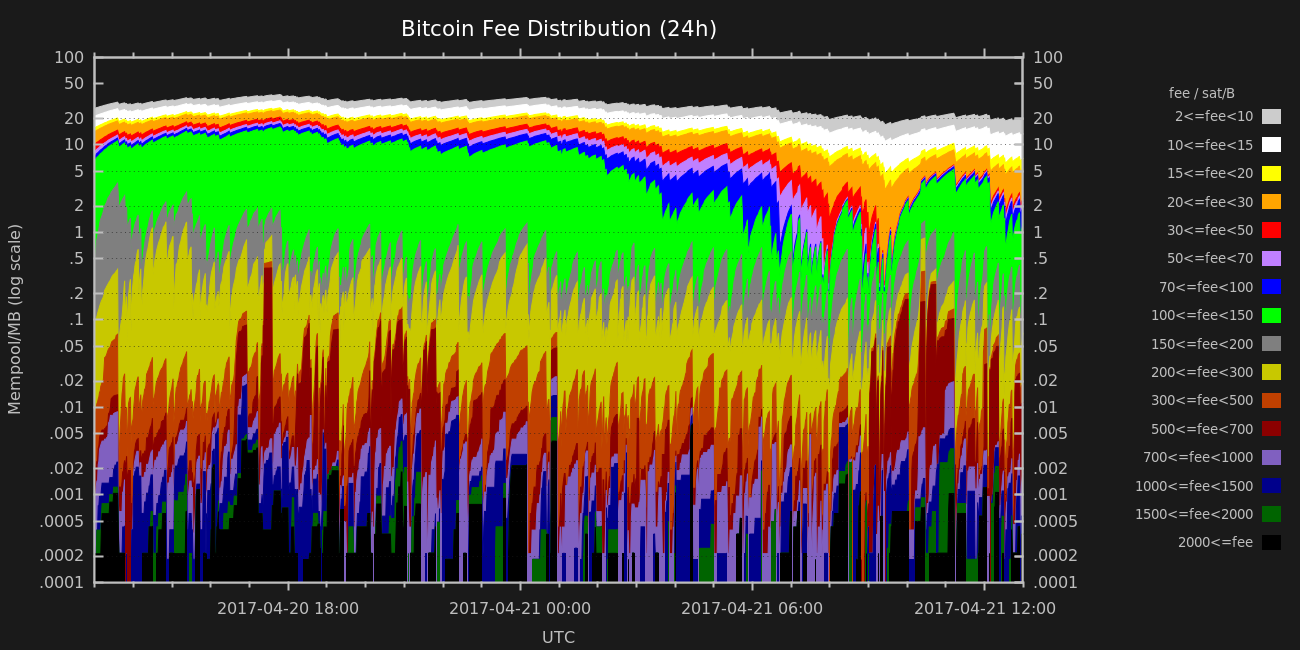 Bitcoin Fee Distribution (24h)
100 100
50 50
20 20
10 10
5 5
2 2
1 1
.5 .5
.2 .2
.1 .1
.05 .05
.02 .02
.01 .01
.005 .005
.002 .002
.001 .001
.0005 .0005
.0002 .0002
.0001 .0001
Mempool/MB (log scale)
2017-04-20 18:00 2017-04-21 00:00 2017-04-21 06:00 2017-04-21 12:00
UTC
fee / sat/B
2<=fee<10
10<=fee<15
15<=fee<20
20<=fee<30
30<=fee<50
50<=fee<70
70<=fee<100
100<=fee<150
150<=fee<200
200<=fee<300
300<=fee<500
500<=fee<700
700<=fee<1000
1000<=fee<1500
1500<=fee<2000
2000<=fee